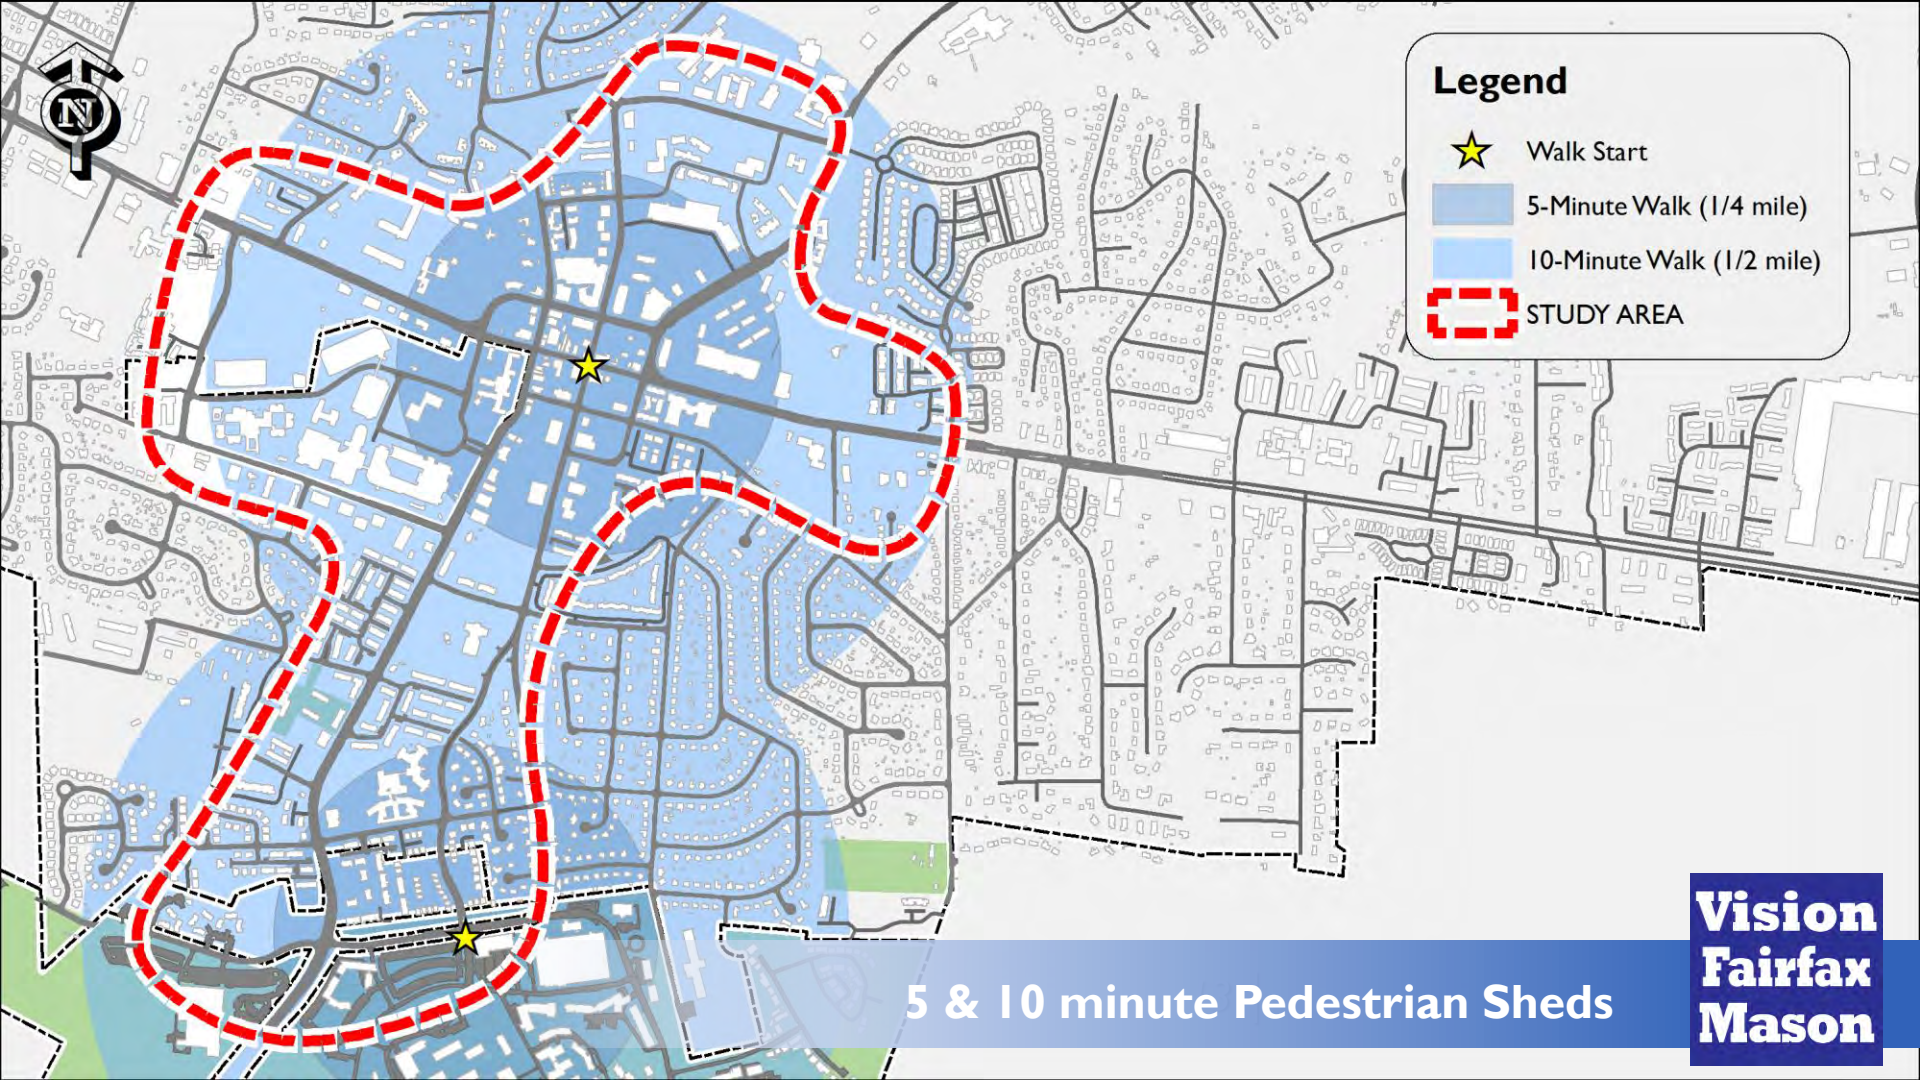 N
Legend
Walk Start
5-Minute Walk (1/4 mile)
10-Minute Walk (1/2 mile)
STUDY AREA
5 & 10 minute Pedestrian Sheds
Vision
Fairfax
Mason